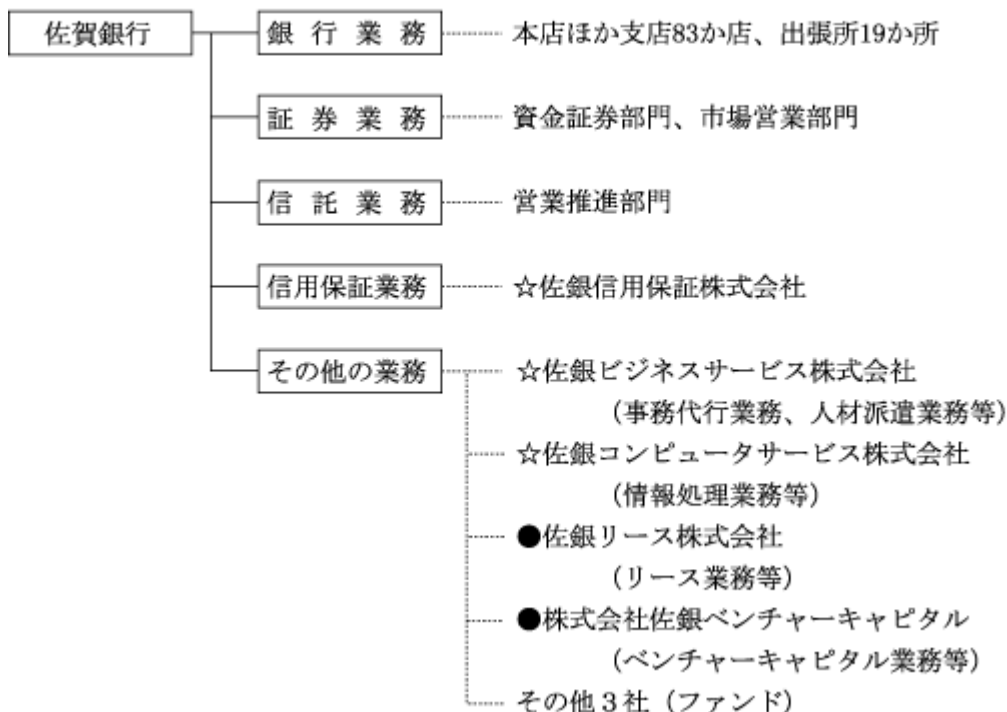 佐賀銀行 銀行業務 本店ほか支店83か店、出張所19か所
証券業務 資金証券部門、市場営業部門
信託業務 営業推進部門
信用保証業務 ☆佐銀信用保証株式会社
その他の業務 ☆佐銀ビジネスサービス株式会社
(事務代行業務、人材派遣業務等)
☆佐銀コンピュータサービス株式会社
(情報処理業務等)
●佐銀リース株式会社
(リース業務等)
●株式会社佐銀ベンチャーキャピタル
(ベンチャーキャピタル業務等)
その他3社(ファンド)